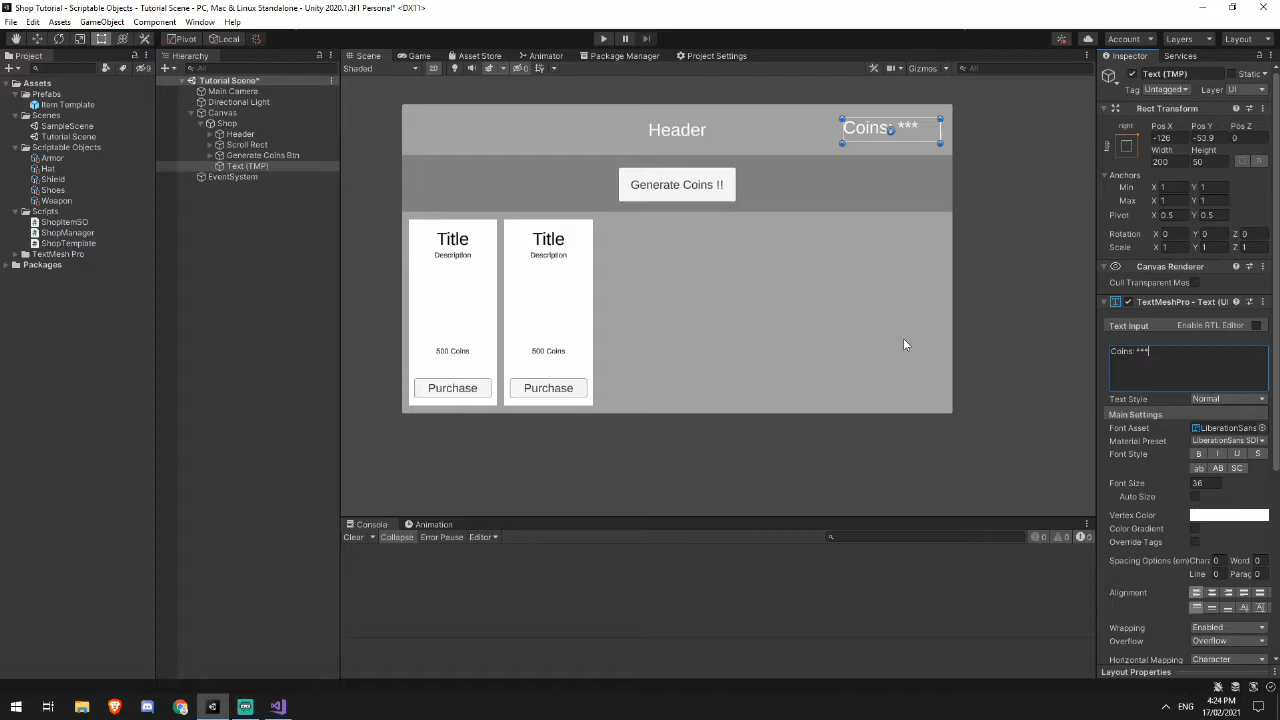 Shop Tutorial - Scriptable Objects - Tutorial Scene - PC, Mac & Linux Standalone - Unity 2020.1.3f1 Personal* <DX11>
File Edit Assets GameObject Component Window Help
Pivot Local Account Layers Layout
Project Hierarchy Scene Game Asset Store Animator Package Manager Project Settings Inspector Services
All Shaded 2D 0 Gizmos All
Text (TMP) Static
Tag Untagged Layer UI
Assets
Prefabs
Item Template
Scenes
SampleScene
Tutorial Scene
Scriptable Objects
Armor
Hat
Shield
Shoes
Weapon
Scripts
ShopItemSO
ShopManager
ShopTemplate
TextMesh Pro
Packages
Tutorial Scene*
Main Camera
Directional Light
Canvas
Shop
Header
Scroll Rect
Generate Coins Btn
Text (TMP)
EventSystem
Header Coins: ***
Generate Coins !!
Title Title
Description Description
500 Coins 500 Coins
Purchase Purchase
Rect Transform
right Pos X Pos Y Pos Z
top -126 -53.9 0
Width Height
200 50
Anchors
Min X 1 Y 1
Max X 1 Y 1
Pivot X 0.5 Y 0.5
Rotation X 0 Y 0 Z 0
Scale X 1 Y 1 Z 1
Canvas Renderer
Cull Transparent Mes
TextMeshPro - Text (UI
Text Input Enable RTL Editor
Coins: ***
Text Style Normal
Main Settings
Font Asset LiberationSans
Material Preset LiberationSans SDF
Font Style B I U S
ab AB SC
Font Size 36
Auto Size
Vertex Color
Color Gradient
Override Tags
Spacing Options (em) Chara 0 Word 0
Line 0 Parag 0
Alignment
Wrapping Enabled
Overflow Overflow
Horizontal Mapping Character
Layout Properties
Console Animation
Clear Collapse Error Pause Editor 0 0 0
ENG 4:24 PM
17/02/2021